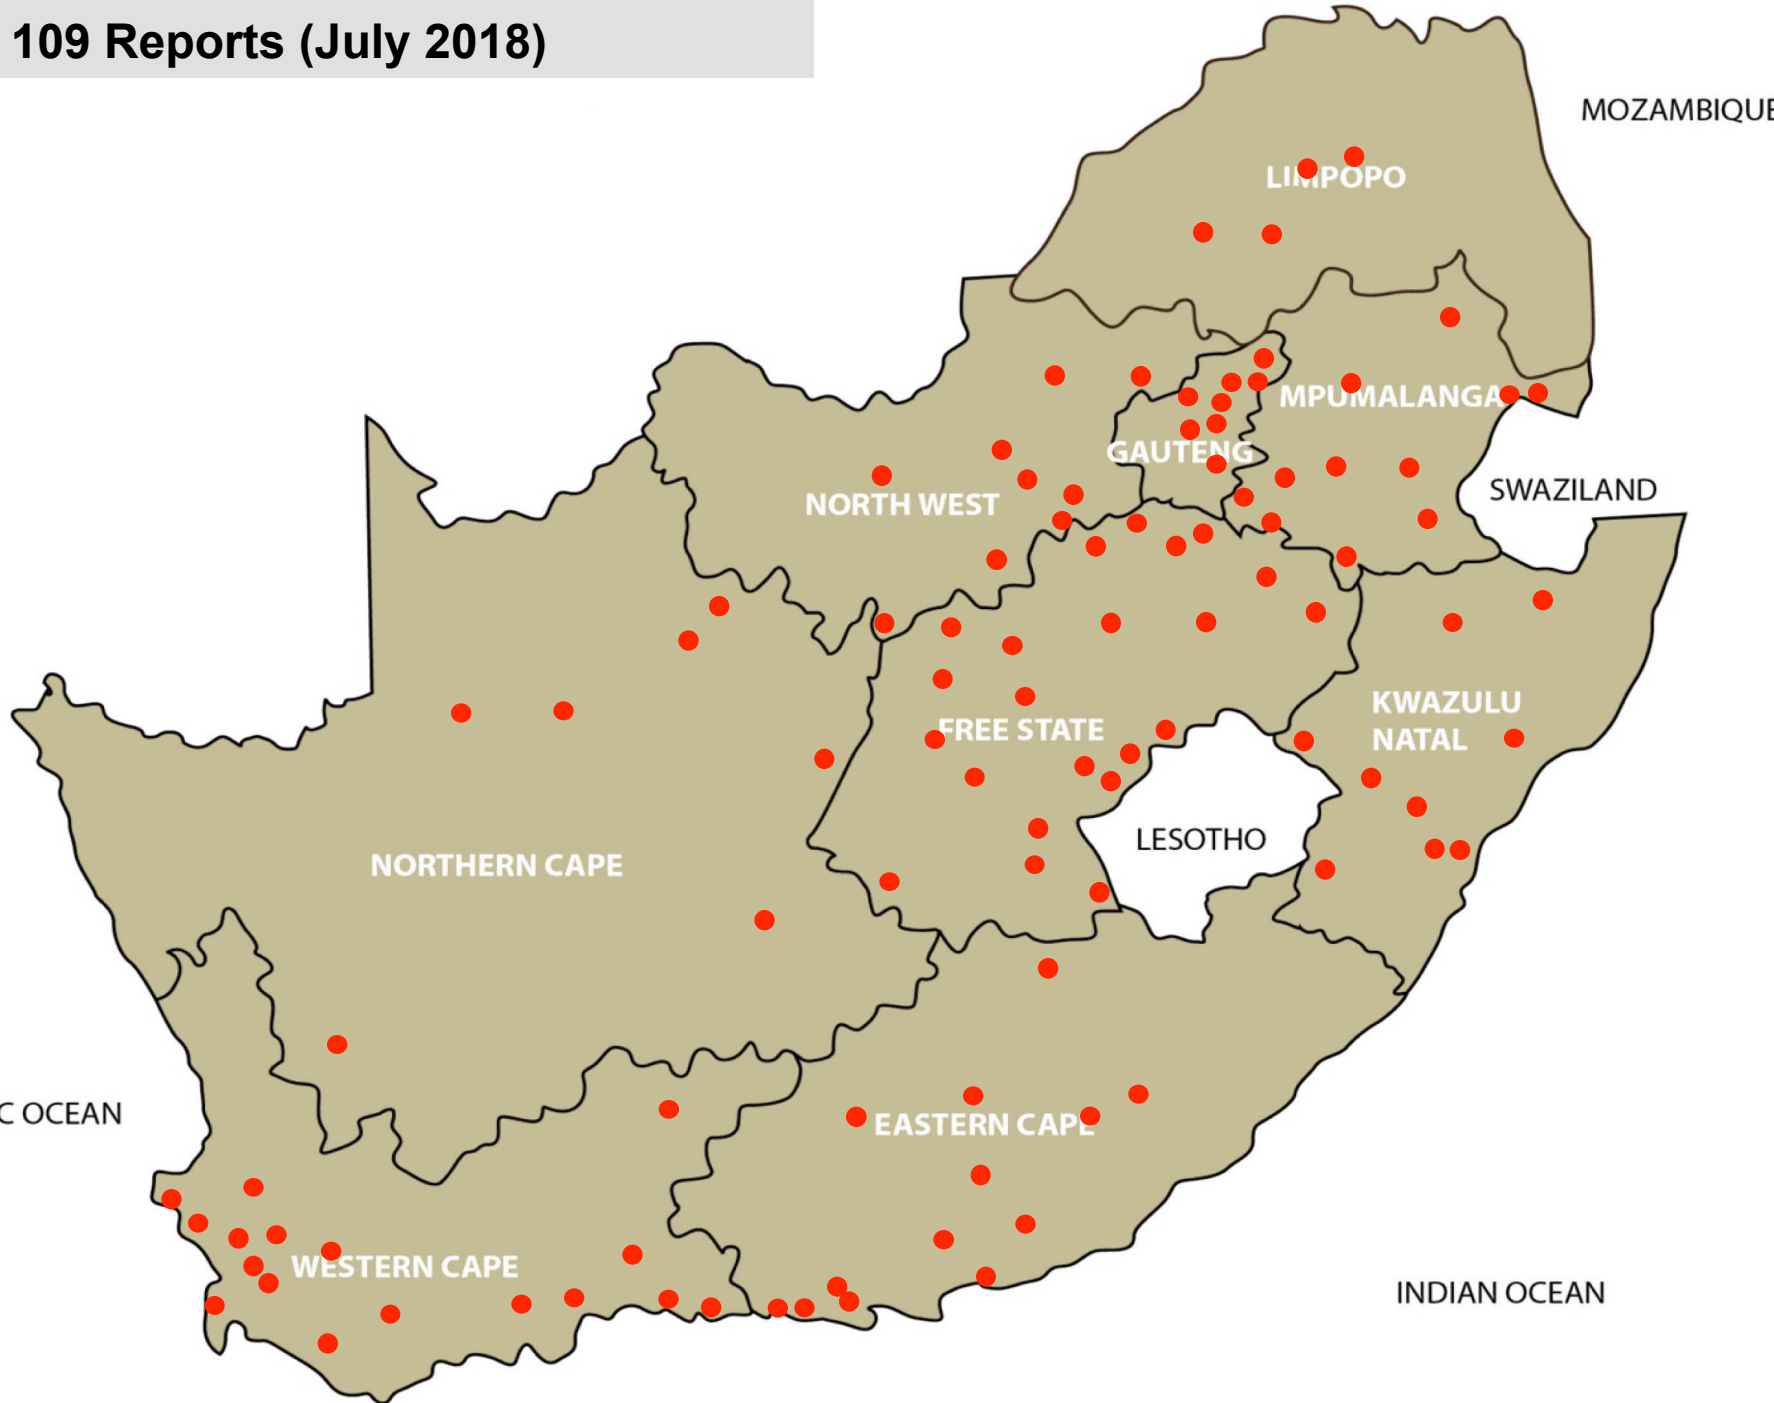 109 Reports (July 2018)
MOZAMBIQUE
LIMPOPO
MPUMALANGA
GAUTENG
SWAZILAND
NORTH WEST
KWAZULU
NATAL
FREE STATE
LESOTHO
NORTHERN CAPE
C OCEAN
EASTERN CAPE
WESTERN CAPE
INDIAN OCEAN